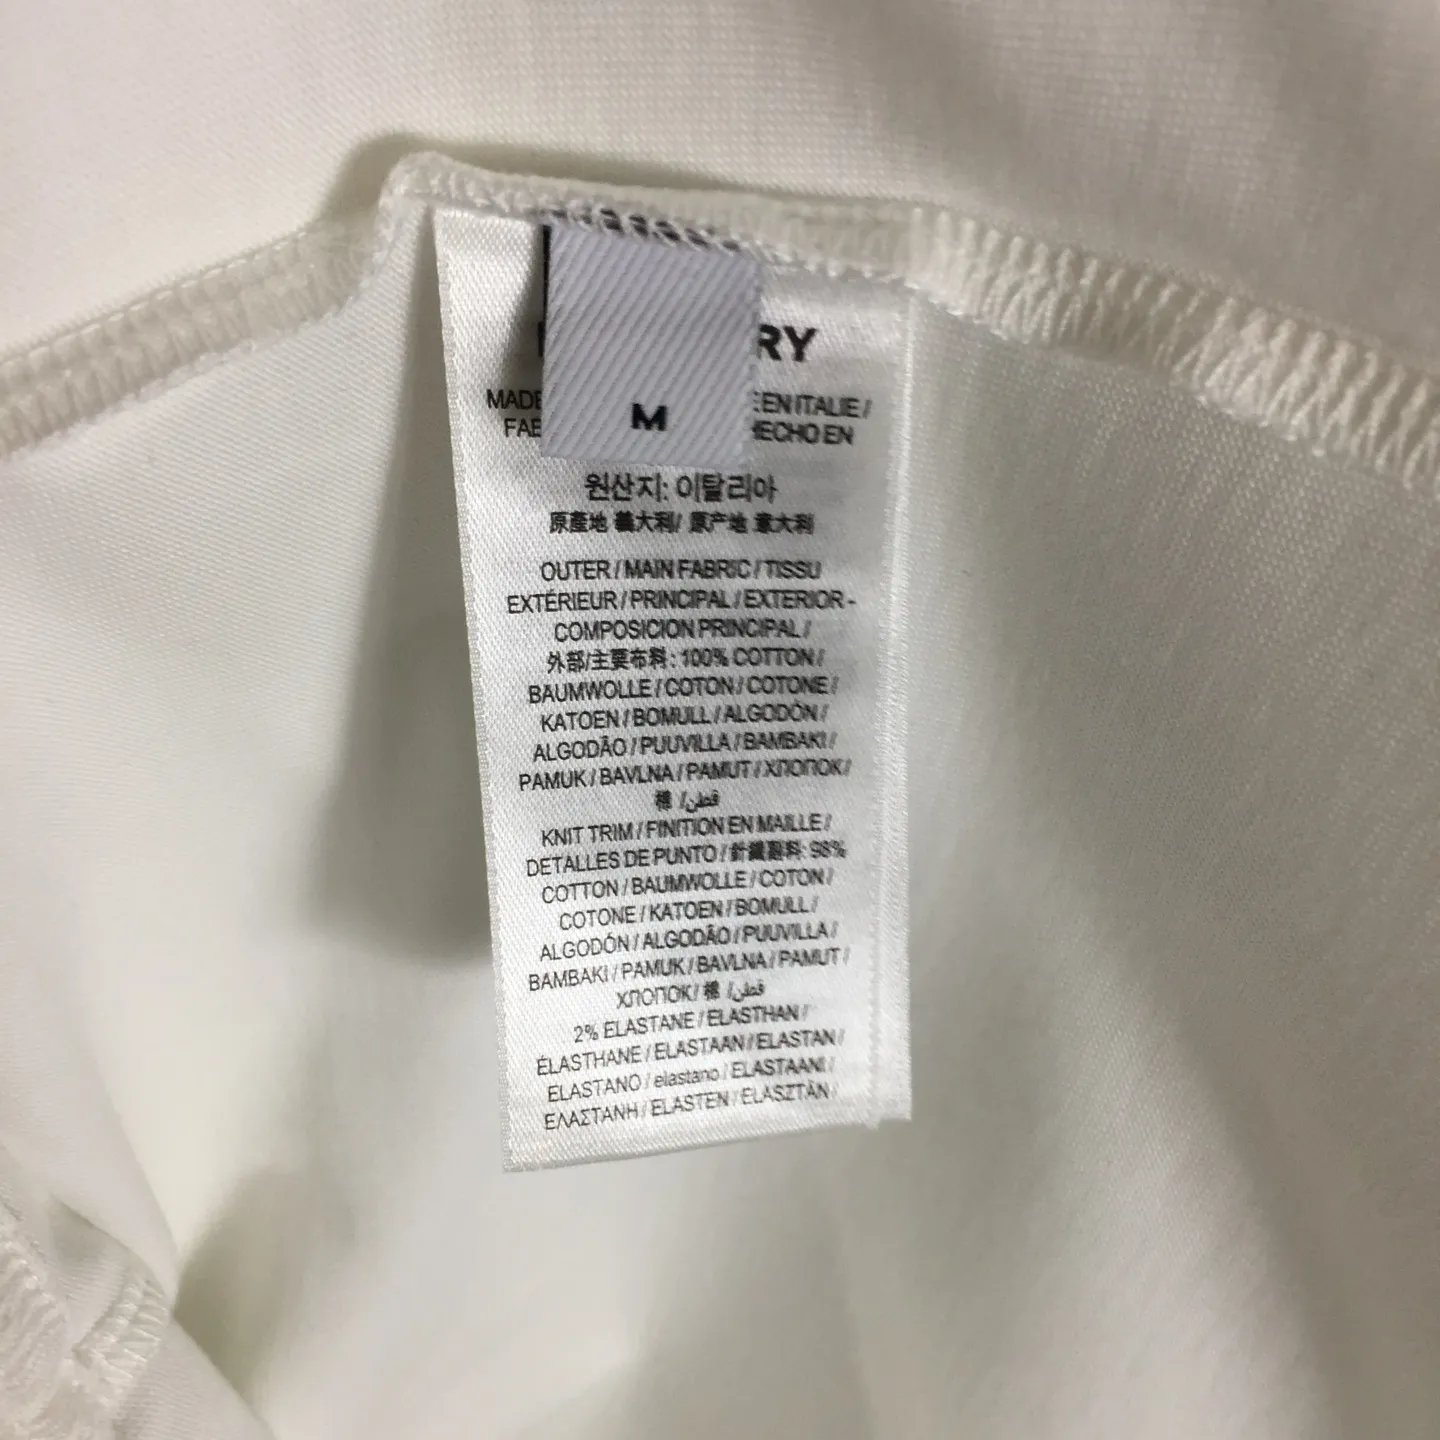 RY
M
MADE EN ITALIE /
HECHO EN
원산지: 이탈리아
原產地 義大利/ 原产地 意大利
OUTER / MAIN FABRIC / TISSU
EXTÉRIEUR / PRINCIPAL / EXTERIOR -
COMPOSICION PRINCIPAL /
外部/主要布料: 100% COTTON /
BAUMWOLLE / COTON / COTONE /
KATOEN / BOMULL / ALGODÓN /
ALGODÃO / PUUVILLA / BAMBAKI /
PAMUK / BAVLNA / PAMUT / ХЛОПОК /
棉 /قطن
KNIT TRIM / FINITION EN MAILLE /
DETALLES DE PUNTO / 針織副料: 98%
COTTON / BAUMWOLLE / COTON /
COTONE / KATOEN / BOMULL /
ALGODÓN / ALGODÃO / PUUVILLA /
BAMBAKI / PAMUK / BAVLNA / PAMUT /
ХЛОПОК/ 棉 /قطن
2% ELASTANE / ELASTHAN /
ÉLASTHANE / ELASTAAN / ELASTAN /
ELASTANO / elastano / ELASTAANI /
ΕΛΑΣΤΑΝΗ / ELASTEN / ELASZTÁN /